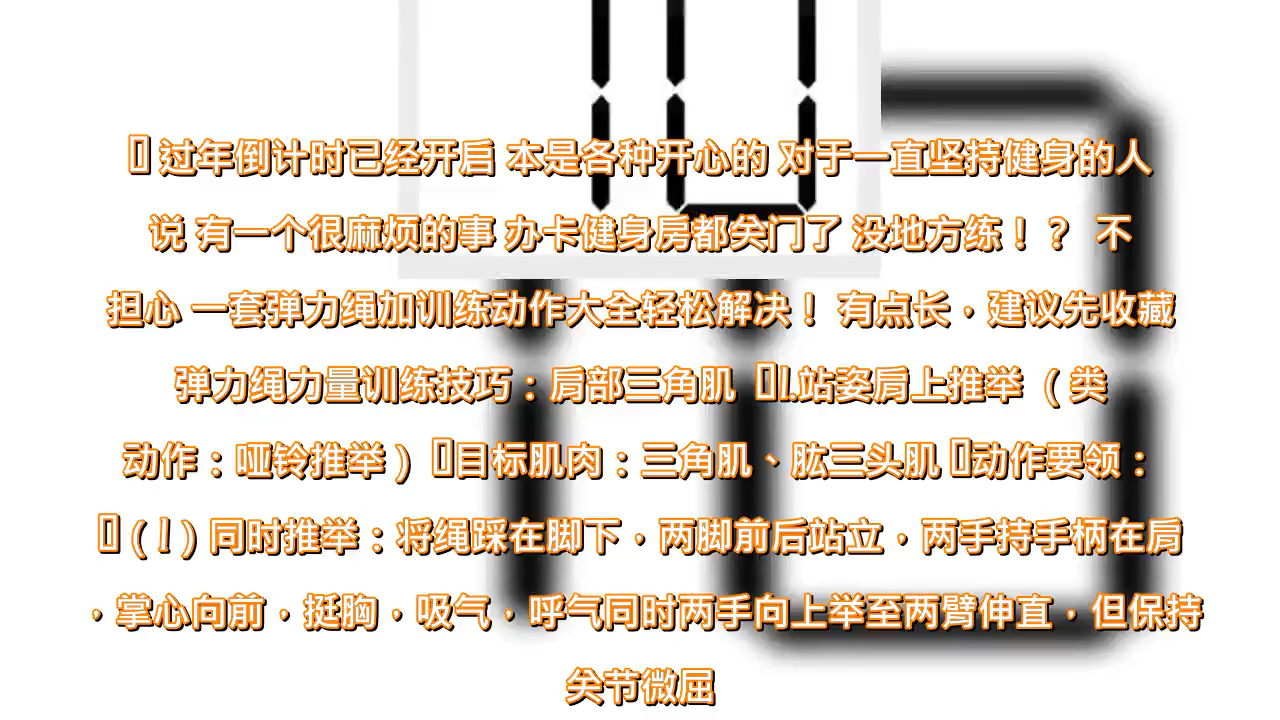 过年倒计时已经开启 本是各种开心的 对于一直坚持健身的人
说 有一个很麻烦的事 办卡健身房都关门了 没地方练！？ 不
担心 一套弹力绳加训练动作大全轻松解决！ 有点长，建议先收藏
弹力绳力量训练技巧：肩部三角肌 1.站姿肩上推举 （类
动作：哑铃推举） 目标肌肉：三角肌、肱三头肌 动作要领：
（1）同时推举：将绳踩在脚下，两脚前后站立，两手持手柄在肩
，掌心向前，挺胸，吸气，呼气同时两手向上举至两臂伸直，但保持
关节微屈